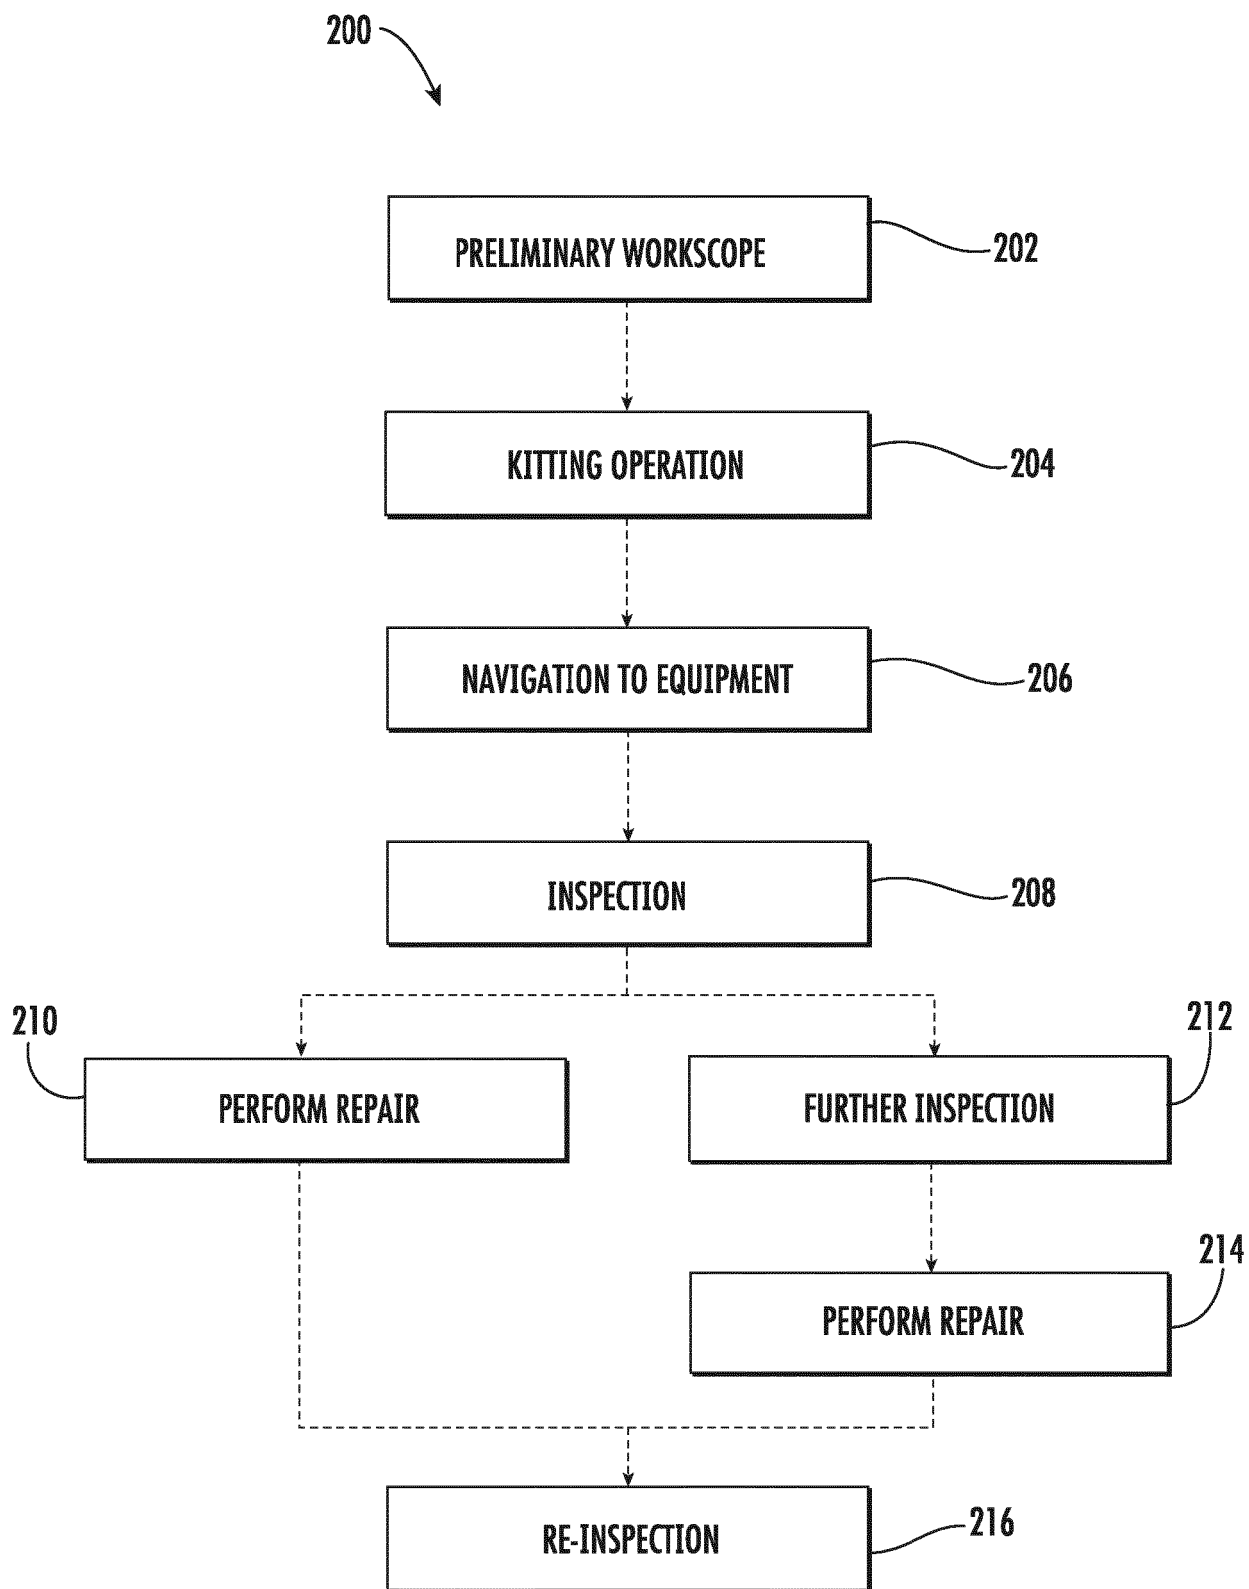 200
PRELIMINARY WORKSCOPE
202
KITTING OPERATION
204
NAVIGATION TO EQUIPMENT
206
INSPECTION
208
210
212
PERFORM REPAIR
FURTHER INSPECTION
214
PERFORM REPAIR
RE-INSPECTION
216